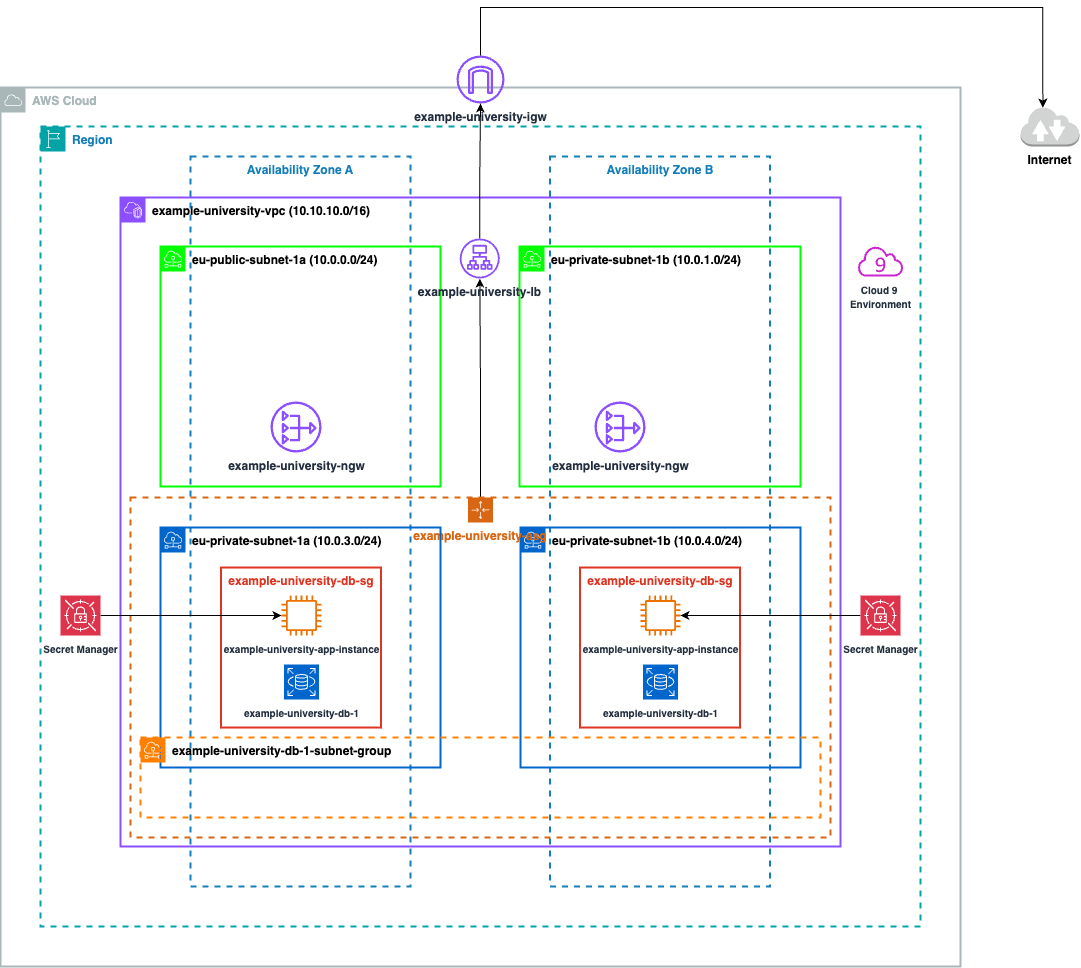 example-university-igw
AWS Cloud
Region
Internet
Availability Zone A
Availability Zone B
example-university-vpc (10.10.10.0/16)
eu-public-subnet-1a (10.0.0.0/24)
eu-private-subnet-1b (10.0.1.0/24)
9
Cloud 9
Environment
example-university-lb
example-university-ngw
example-university-ngw
example-university-asg
eu-private-subnet-1a (10.0.3.0/24)
eu-private-subnet-1b (10.0.4.0/24)
example-university-db-sg
example-university-db-sg
Secret Manager
example-university-app-instance
example-university-app-instance
Secret Manager
example-university-db-1
example-university-db-1
example-university-db-1-subnet-group